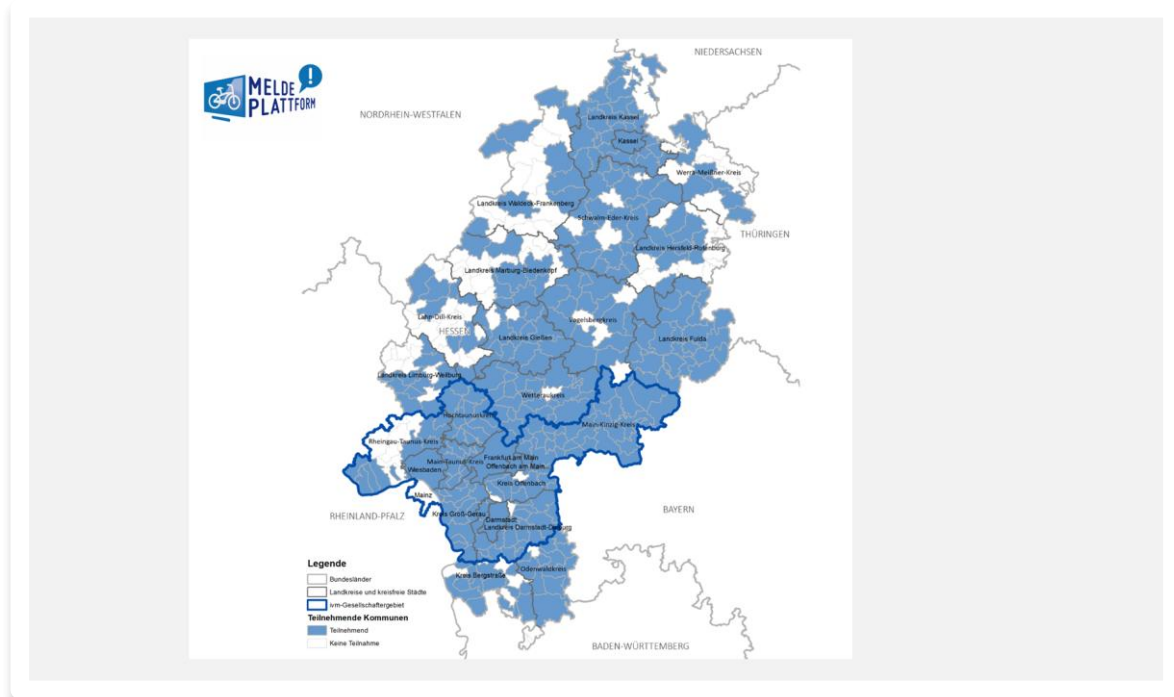 MELDE
PLATTFORM
NIEDERSACHSEN
NORDRHEIN-WESTFALEN
Landkreis Kassel
Kassel
Werra-Meißner-Kreis
Landkreis Waldeck-Frankenberg
Schwalm-Eder-Kreis
THÜRINGEN
Landkreis Hersfeld-Rotenburg
Landkreis Marburg-Biedenkopf
Lahn-Dill-Kreis
Vogelsbergkreis
HESSEN
Landkreis Gießen
Landkreis Fulda
Landkreis Limburg-Weilburg
Wetteraukreis
Hochtaunuskreis
Main-Kinzig-Kreis
Rheingau-Taunus-Kreis
Main-Taunus-Kreis
Frankfurt am Main
Offenbach am Main
Wiesbaden
Kreis Offenbach
Mainz
RHEINLAND-PFALZ
Kreis Groß-Gerau
Darmstadt
Landkreis Darmstadt-Dieburg
BAYERN
Kreis Bergstraße
Odenwaldkreis
BADEN-WÜRTTEMBERG
Legende
Bundesländer
Landkreise und kreisfreie Städte
ivm-Gesellschaftergebiet
Teilnehmende Kommunen
Teilnehmend
Keine Teilnahme